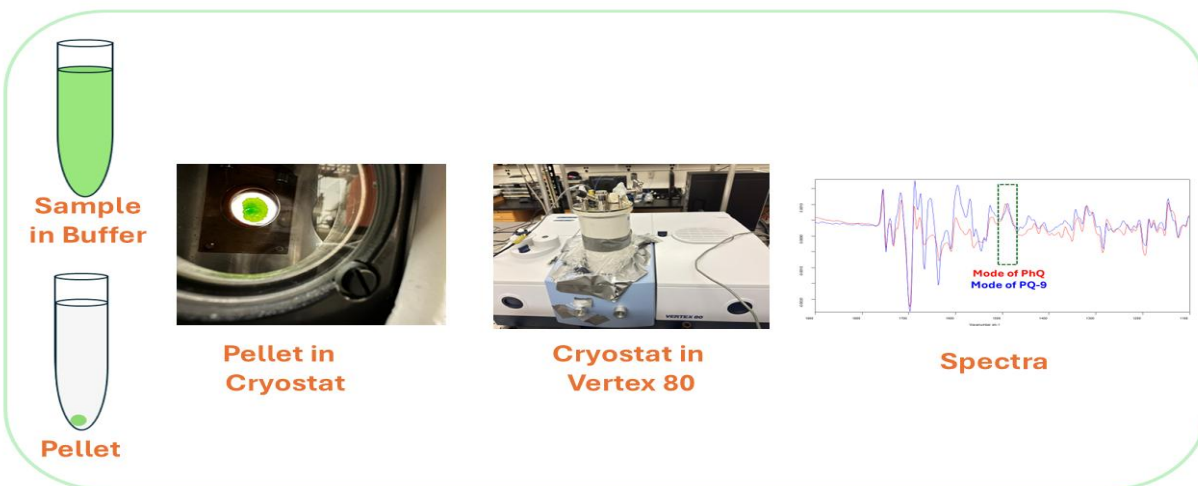 Sample
in Buffer
Pellet
Pellet in
Cryostat
VERTEX 80
Cryostat in
Vertex 80
Mode of PhQ
Mode of PQ-9
Spectra